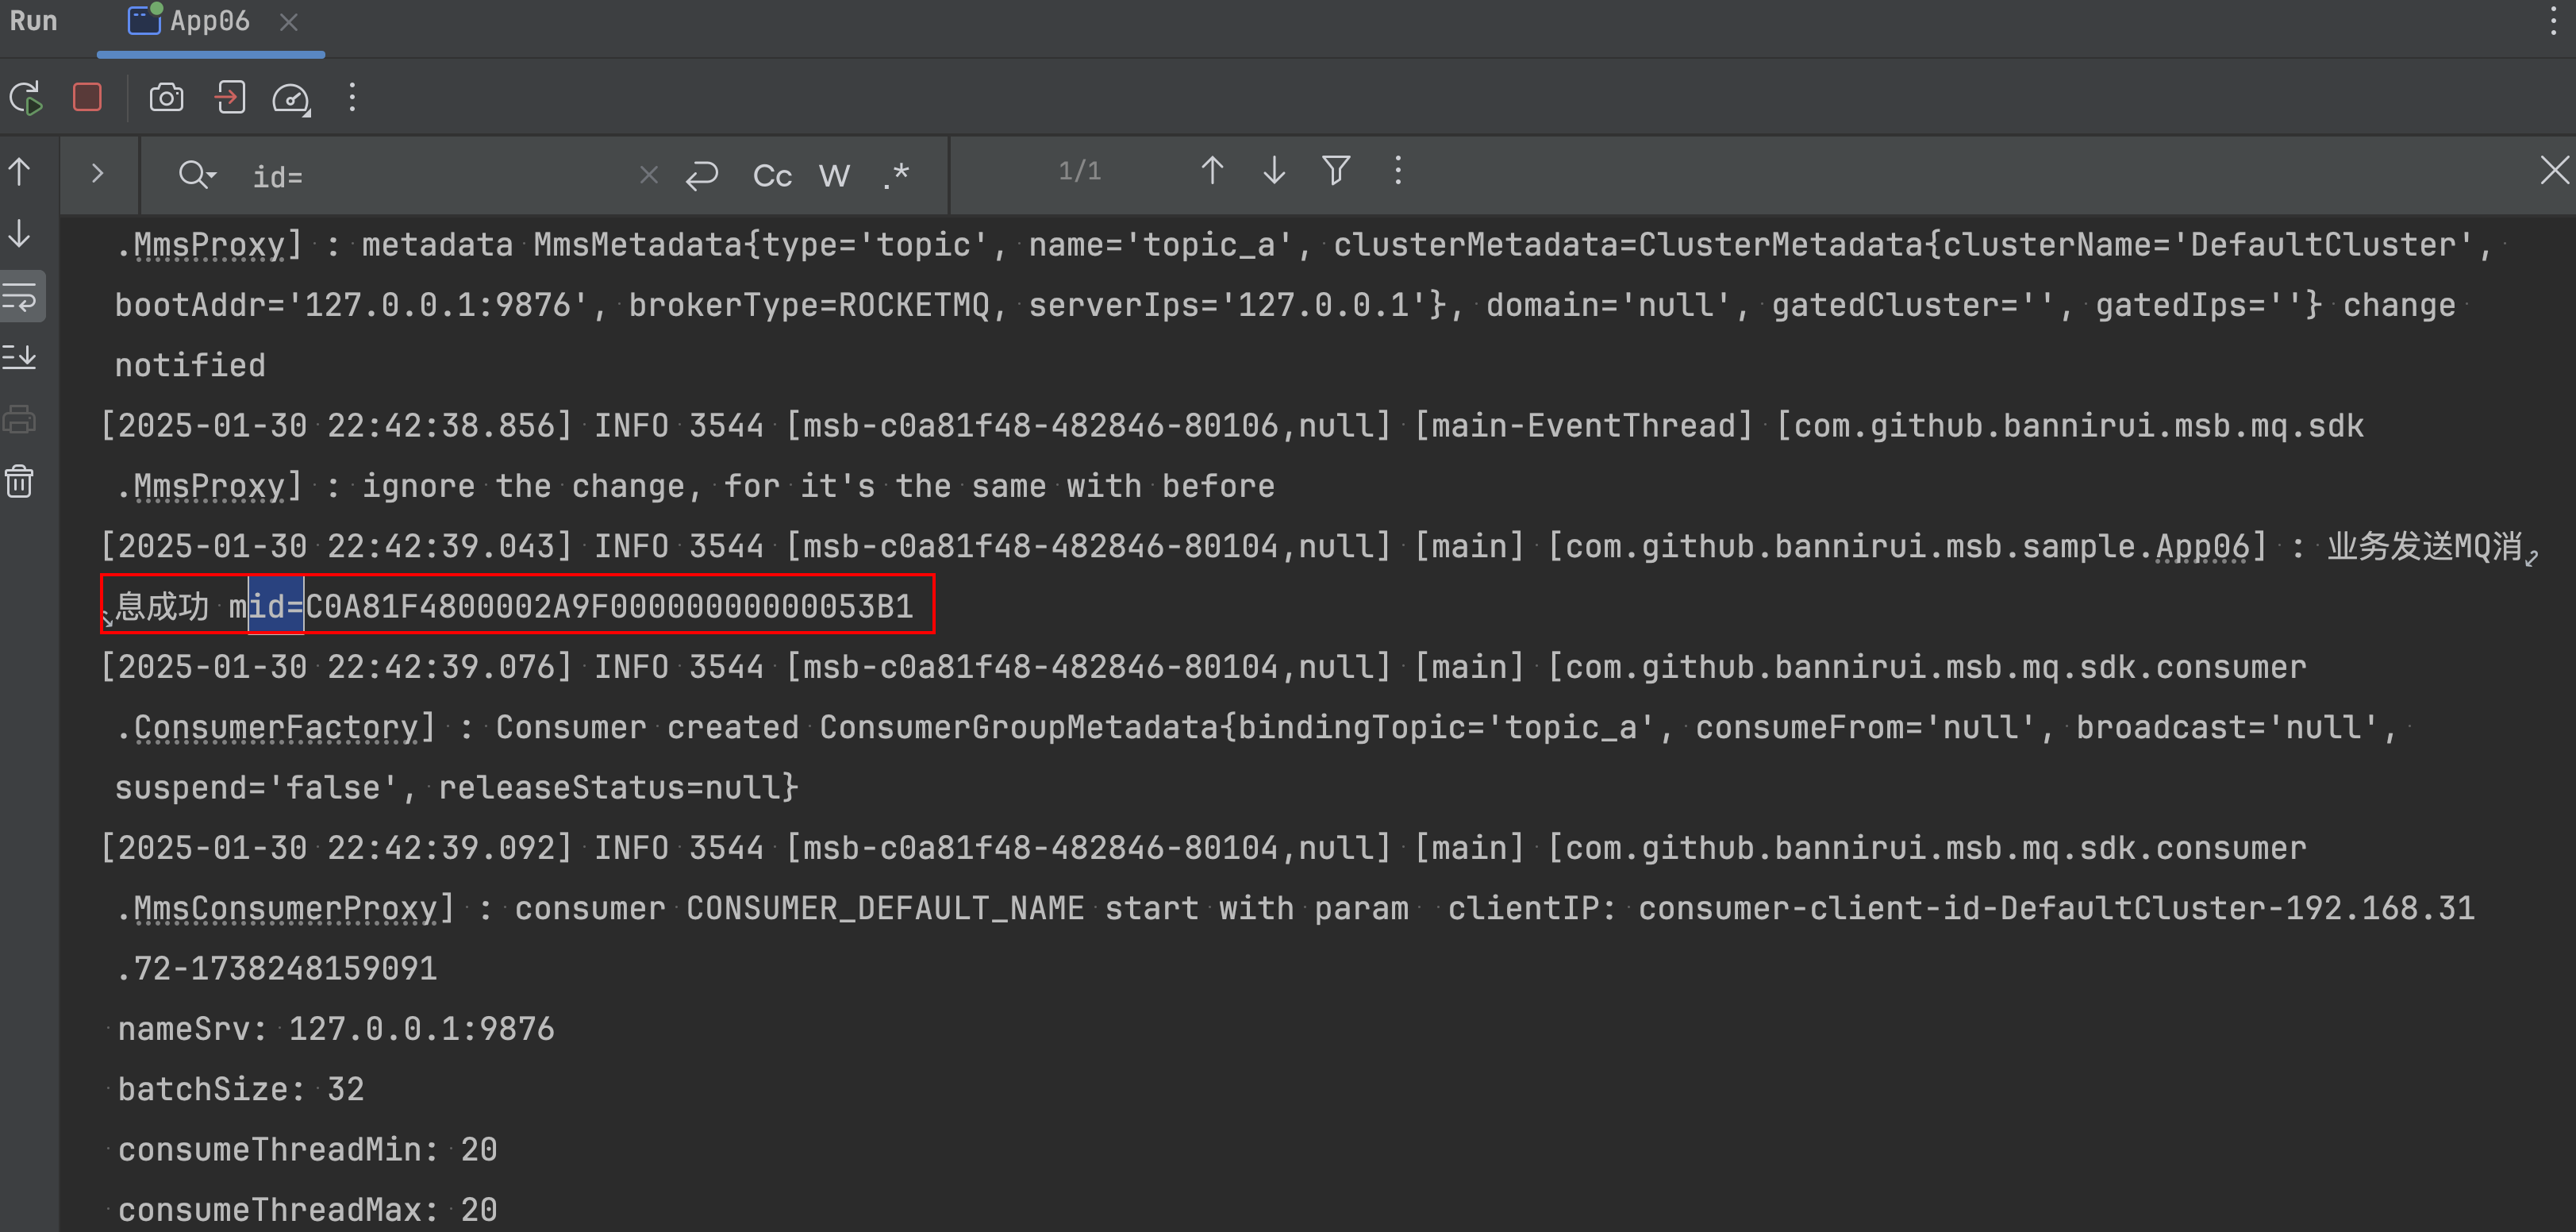 Run App06
id= Cc W .* 1/1
.MmsProxy] : metadata MmsMetadata{type='topic', name='topic_a', clusterMetadata=ClusterMetadata{clusterName='DefaultCluster',
bootAddr='127.0.0.1:9876', brokerType=ROCKETMQ, serverIps='127.0.0.1'}, domain='null', gatedCluster='', gatedIps=''} change
notified
[2025-01-30 22:42:38.856] INFO 3544 [msb-c0a81f48-482846-80106,null] [main-EventThread] [com.github.bannirui.msb.mq.sdk
.MmsProxy] : ignore the change, for it's the same with before
[2025-01-30 22:42:39.043] INFO 3544 [msb-c0a81f48-482846-80104,null] [main] [com.github.bannirui.msb.sample.App06] : 业务发送MQ消
息成功 mid=C0A81F4800002A9F00000000000053B1
[2025-01-30 22:42:39.076] INFO 3544 [msb-c0a81f48-482846-80104,null] [main] [com.github.bannirui.msb.mq.sdk.consumer
.ConsumerFactory] : Consumer created ConsumerGroupMetadata{bindingTopic='topic_a', consumeFrom='null', broadcast='null',
suspend='false', releaseStatus=null}
[2025-01-30 22:42:39.092] INFO 3544 [msb-c0a81f48-482846-80104,null] [main] [com.github.bannirui.msb.mq.sdk.consumer
.MmsConsumerProxy] : consumer CONSUMER_DEFAULT_NAME start with param  clientIP: consumer-client-id-DefaultCluster-192.168.31
.72-1738248159091
nameSrv: 127.0.0.1:9876
batchSize: 32
consumeThreadMin: 20
consumeThreadMax: 20